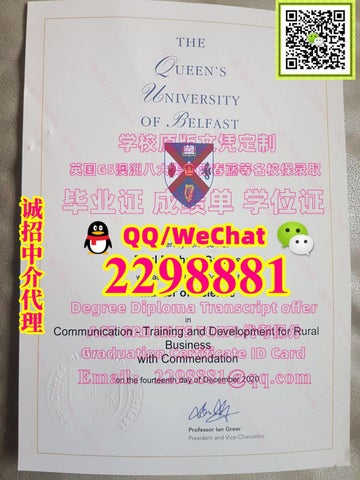 THE
QUEEN'S
UNIVERSITY
OF BELFAST
学校原版文凭定制
英国G5澳洲八大美
藤等名校保录取
毕业证 成绩单 学位证
诚招中介代理
QQ/WeChat
2298881
Degree Diploma Transcript offer
in
Communication - Training and Development for Rural
Business
Graduation Certificate ID Card
with Commendation
Email: 2298881@qq.com
on the fourteenth day of December 2020
Professor Ian Greer
President and Vice Chancellor